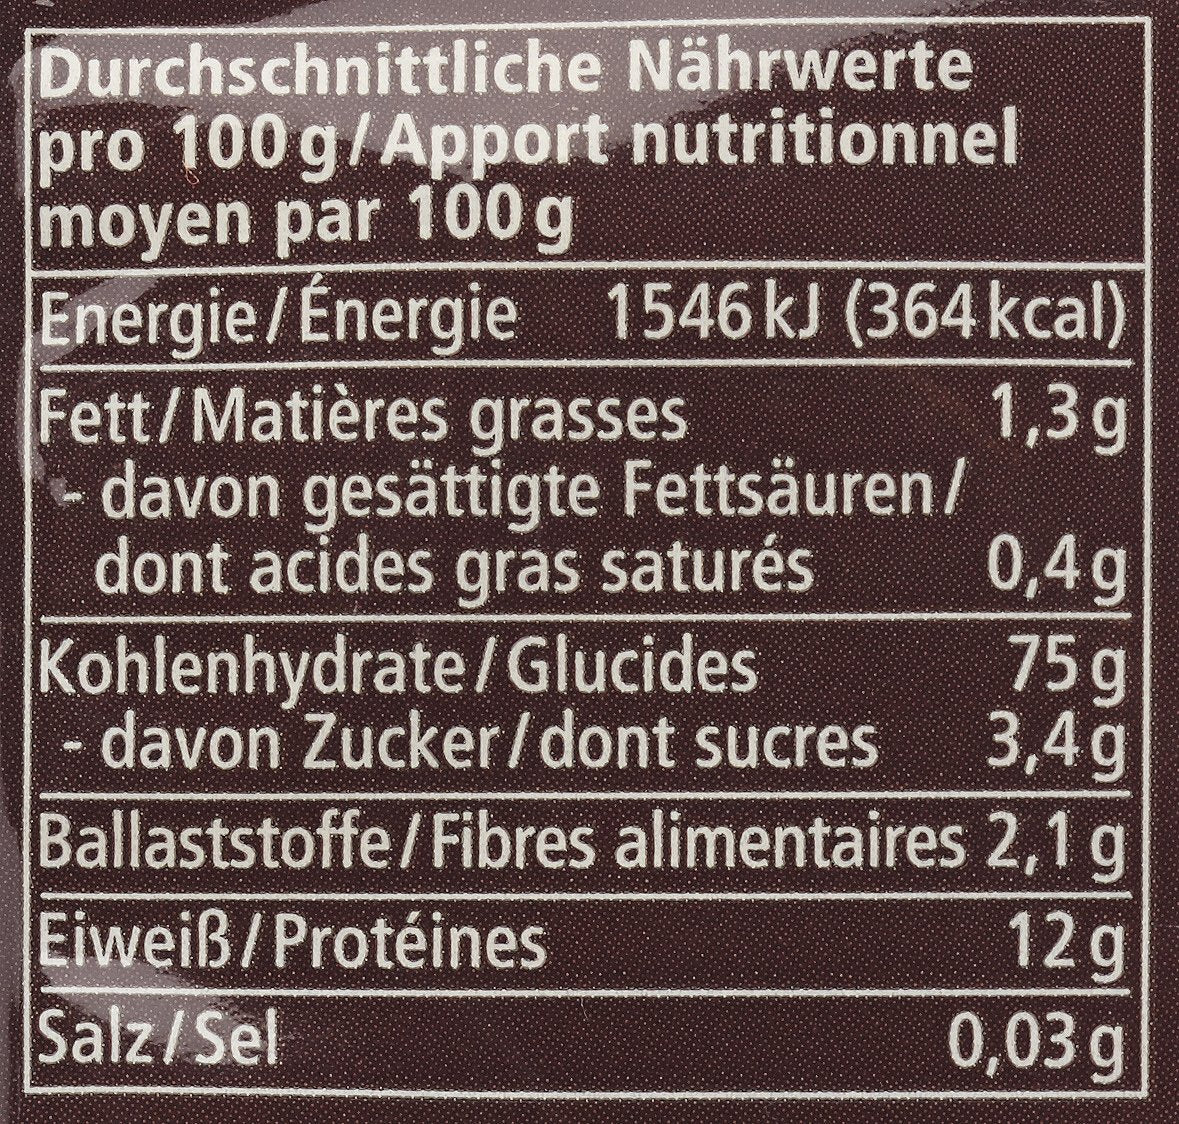 Durchschnittliche Nährwerte
pro 100 g / Apport nutritionnel
moyen par 100 g
Energie / Énergie 1546 kJ (364 kcal)
Fett / Matières grasses 1,3 g
- davon gesättigte Fettsäuren /
dont acides gras saturés 0,4 g
Kohlenhydrate / Glucides 75 g
- davon Zucker / dont sucres 3,4 g
Ballaststoffe / Fibres alimentaires 2,1 g
Eiweiß / Protéines 12 g
Salz / Sel 0,03 g